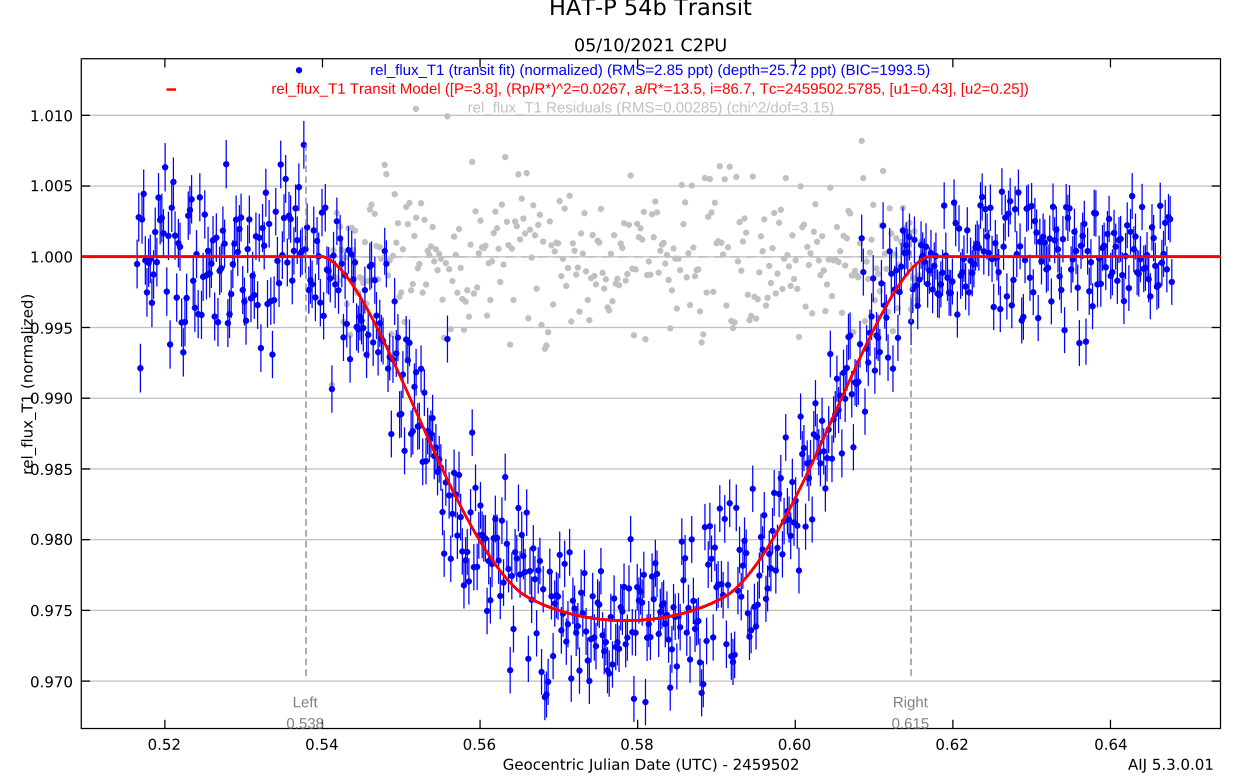 HAT-P 54b Transit
05/10/2021 C2PU
rel_flux_T1 (transit fit) (normalized) (RMS=2.85 ppt) (depth=25.72 ppt) (BIC=1993.5)
rel_flux_T1 Transit Model ([P=3.8], (Rp/R*)^2=0.0267, a/R*=13.5, i=86.7, Tc=2459502.5785, [u1=0.43], [u2=0.25])
rel_flux_T1 Residuals (RMS=0.00285) (chi^2/dof=3.15)
rel_flux_T1 (normalized)
1.010
1.005
1.000
0.995
0.990
0.985
0.980
0.975
0.970
Left
0.538
Right
0.615
0.52
0.54
0.56
0.58
0.60
0.62
0.64
Geocentric Julian Date (UTC) - 2459502
AIJ 5.3.0.01